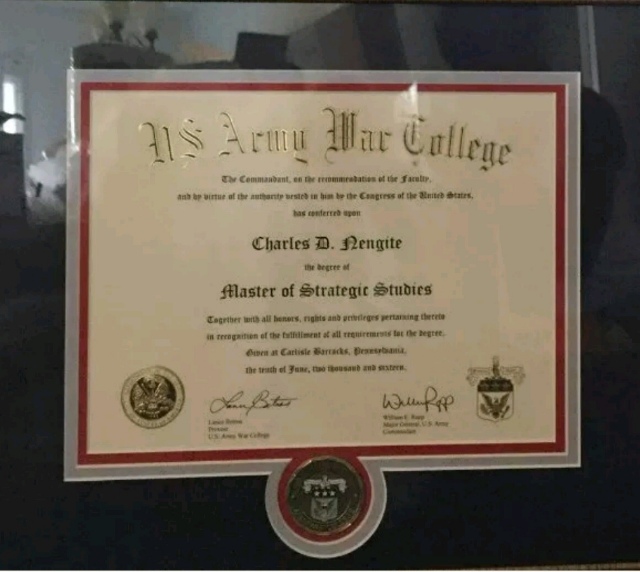 US Army War College
The Commandant, on the recommendation of the Faculty,
and by virtue of the authority vested in him by the Congress of the United States,
has conferred upon
Charles D. Nengite
the degree of
Master of Strategic Studies
Together with all honors, rights and privileges pertaining thereto
in recognition of the fulfillment of all requirements for the degree.
Given at Carlisle Barracks, Pennsylvania,
the tenth of June, two thousand and sixteen.
Provost
U.S. Army War College
William E. Rapp
Major General, U.S. Army
Commandant